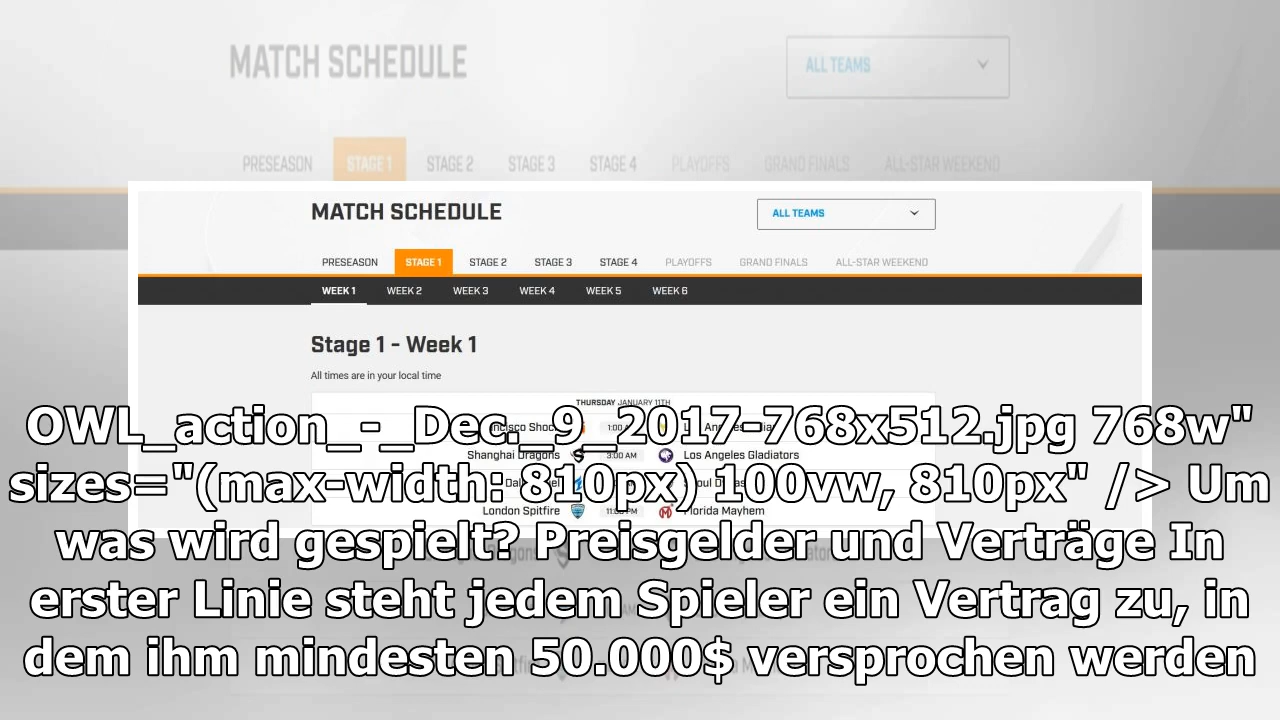 MATCH SCHEDULE
ALL TEAMS
PRESEASON STAGE 1 STAGE 2 STAGE 3 STAGE 4 PLAYOFFS GRAND FINALS ALL-STAR WEEKEND
MATCH SCHEDULE
ALL TEAMS
PRESEASON STAGE 1 STAGE 2 STAGE 3 STAGE 4 PLAYOFFS GRAND FINALS ALL-STAR WEEKEND
WEEK 1 WEEK 2 WEEK 3 WEEK 4 WEEK 5 WEEK 6
Stage 1 - Week 1
All times are in your local time
THURSDAY JANUARY 11TH
Shanghai Dragons 3:00 AM Los Angeles Gladiators
London Spitfire Florida Mayhem
OWL_action_-_Dec._9_2017-768x512.jpg 768w"
sizes="(max-width: 810px) 100vw, 810px" /> Um
was wird gespielt? Preisgelder und Verträge In
erster Linie steht jedem Spieler ein Vertrag zu, in
dem ihm mindesten 50.000$ versprochen werden